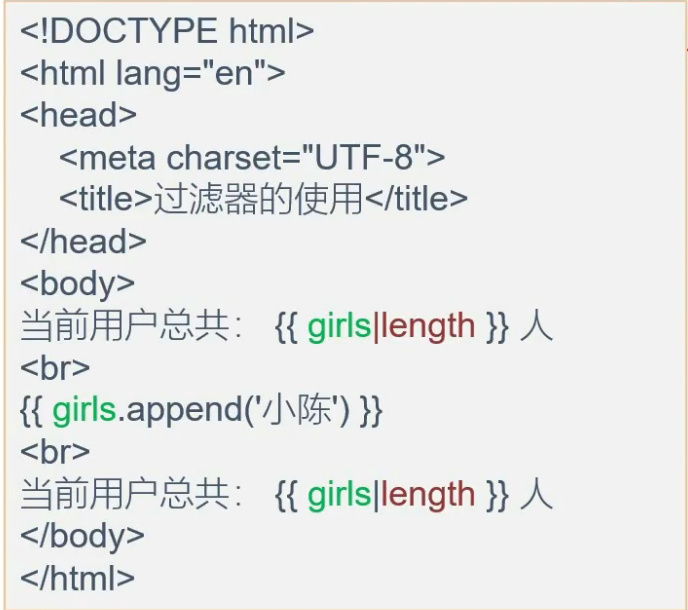 <!DOCTYPE html>
<html lang="en">
<head>
    <meta charset="UTF-8">
    <title>过滤器的使用</title>
</head>
<body>
当前用户总共： {{ girls|length }} 人
<br>
{{ girls.append('小陈') }}
<br>
当前用户总共： {{ girls|length }} 人
</body>
</html>